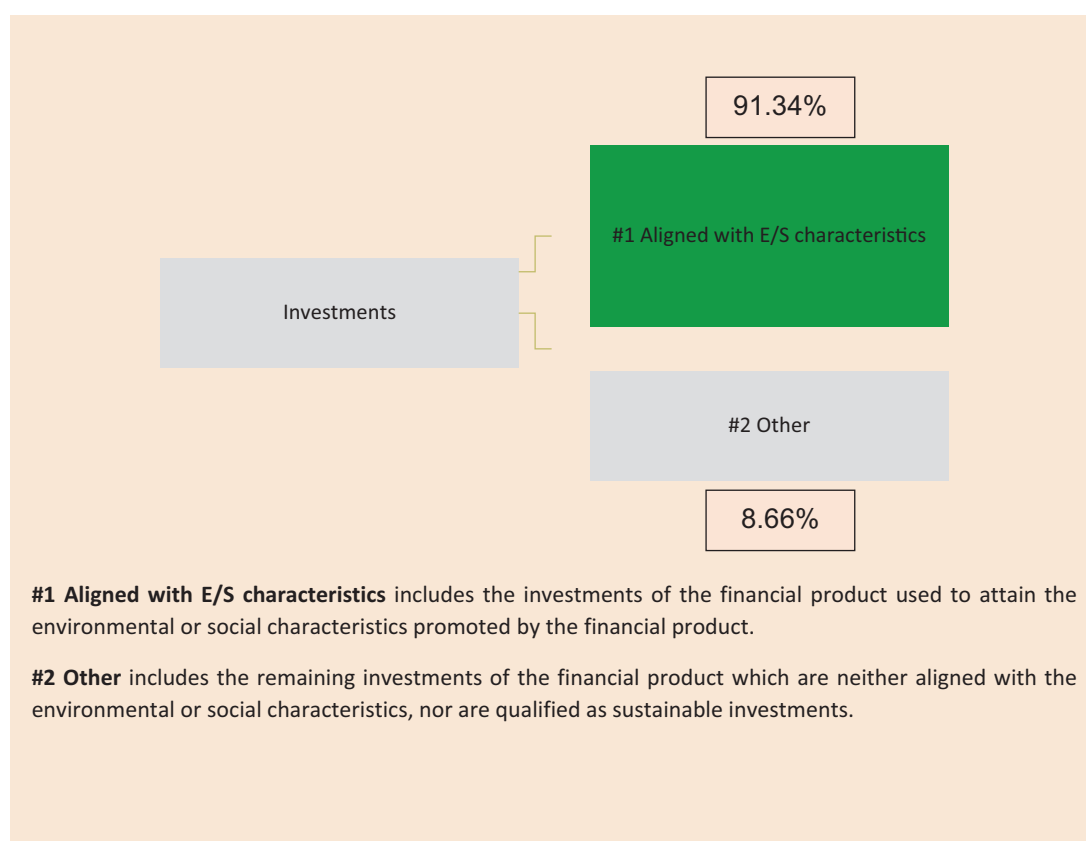 91.34%
#1 Aligned with E/S characteristics
Investments
#2 Other
8.66%
#1 Aligned with E/S characteristics includes the investments of the financial product used to attain the
environmental or social characteristics promoted by the financial product.
#2 Other includes the remaining investments of the financial product which are neither aligned with the
environmental or social characteristics, nor are qualified as sustainable investments.